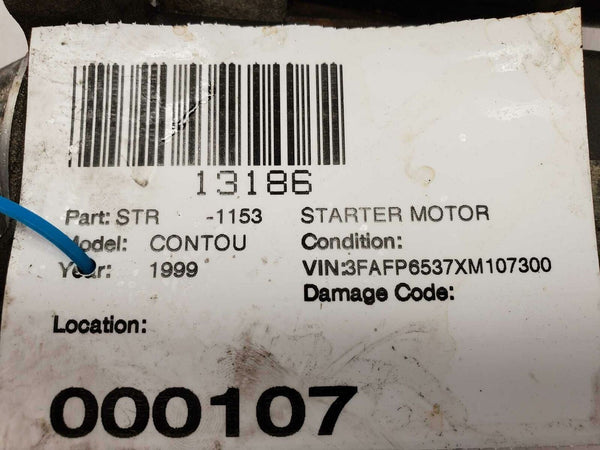 13186
Part: STR -1153 STARTER MOTOR
Model: CONTOU Condition:
Year: 1999 VIN:3FAFP6537XM107300
Damage Code:
Location:
000107